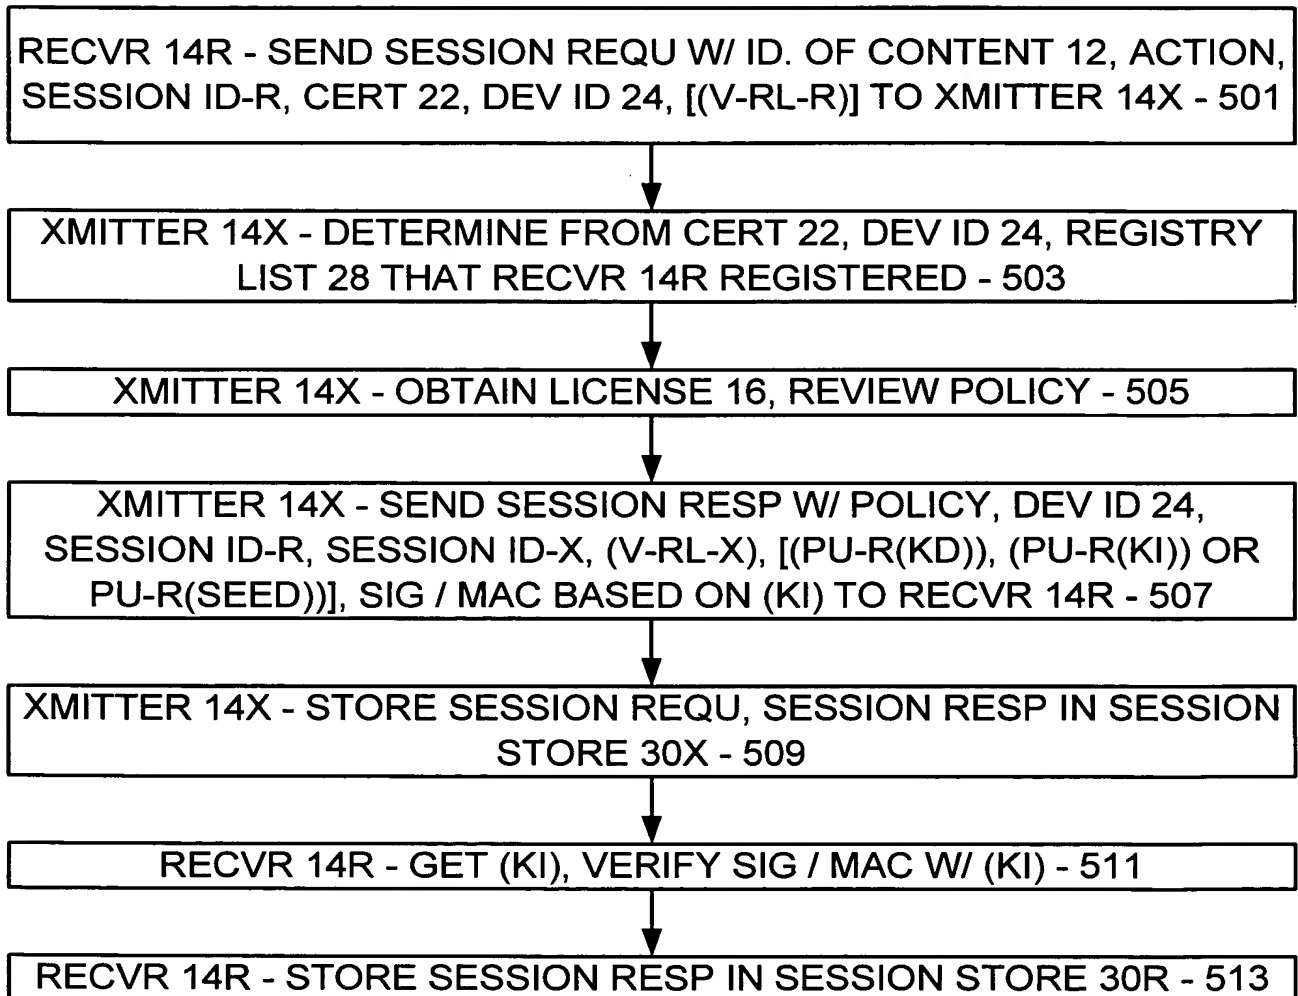 RECVR 14R - SEND SESSION REQU W/ ID. OF CONTENT 12, ACTION,
SESSION ID-R, CERT 22, DEV ID 24, [(V-RL-R)] TO XMITTER 14X - 501
XMITTER 14X - DETERMINE FROM CERT 22, DEV ID 24, REGISTRY
LIST 28 THAT RECVR 14R REGISTERED - 503
XMITTER 14X - OBTAIN LICENSE 16, REVIEW POLICY - 505
XMITTER 14X - SEND SESSION RESP W/ POLICY, DEV ID 24,
SESSION ID-R, SESSION ID-X, (V-RL-X), [(PU-R(KD)), (PU-R(KI)) OR
PU-R(SEED))], SIG / MAC BASED ON (KI) TO RECVR 14R - 507
XMITTER 14X - STORE SESSION REQU, SESSION RESP IN SESSION
STORE 30X - 509
RECVR 14R - GET (KI), VERIFY SIG / MAC W/ (KI) - 511
RECVR 14R - STORE SESSION RESP IN SESSION STORE 30R - 513